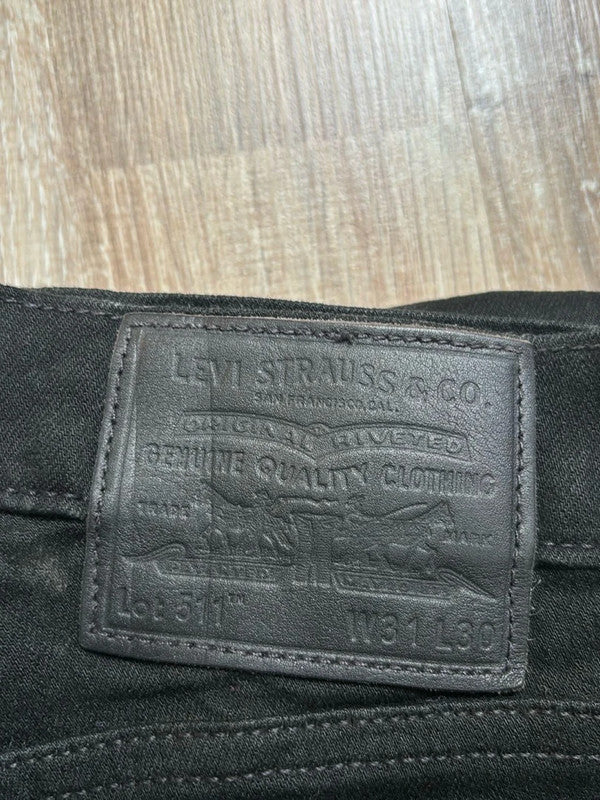 LEVI STRAUSS & CO.
SAN FRANCISCO, CAL.
ORIGINAL RIVETED
GENUINE QUALITY CLOTHING
TRADE MARK
Lot 511™ W31 L30